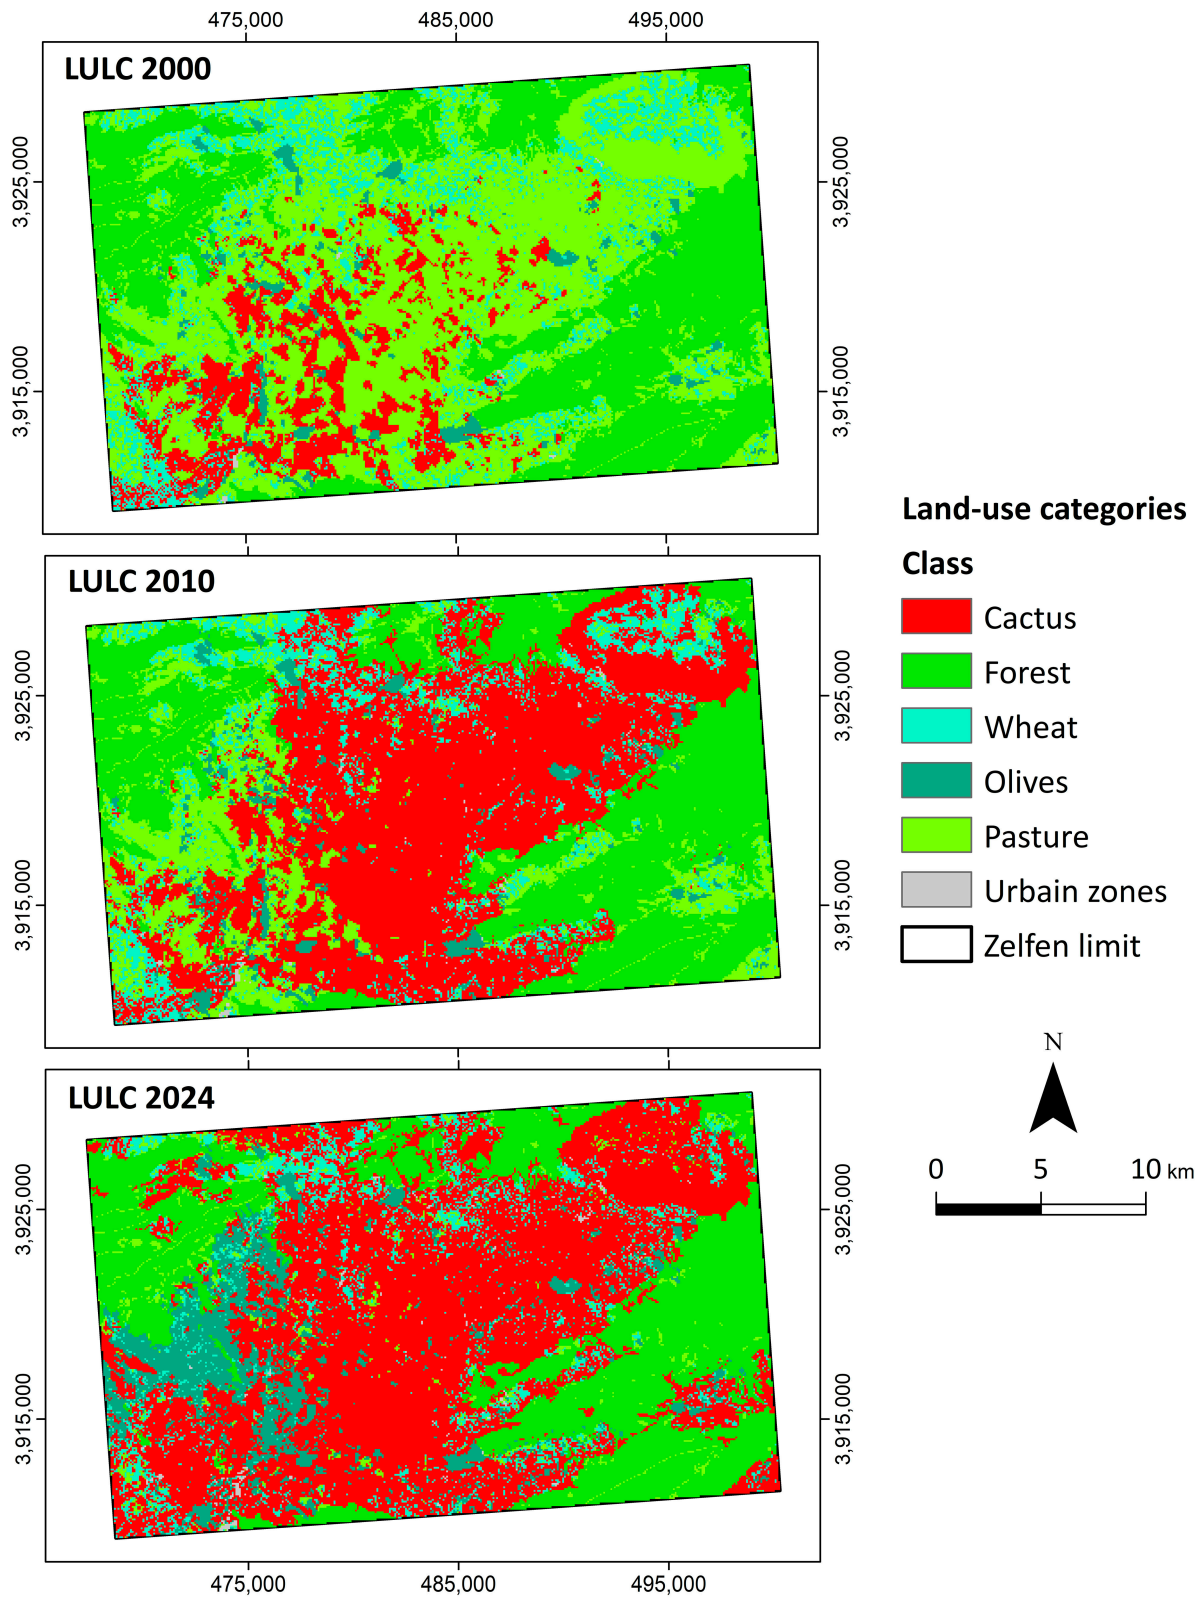 475,000 485,000 495,000
LULC 2000
3,925,000 3,925,000
3,915,000 3,915,000
LULC 2010
3,925,000 3,925,000
3,915,000 3,915,000
LULC 2024
3,925,000 3,925,000
3,915,000 3,915,000
475,000 485,000 495,000
Land-use categories
Class
Cactus
Forest
Wheat
Olives
Pasture
Urbain zones
Zelfen limit
N
0 5 10 km